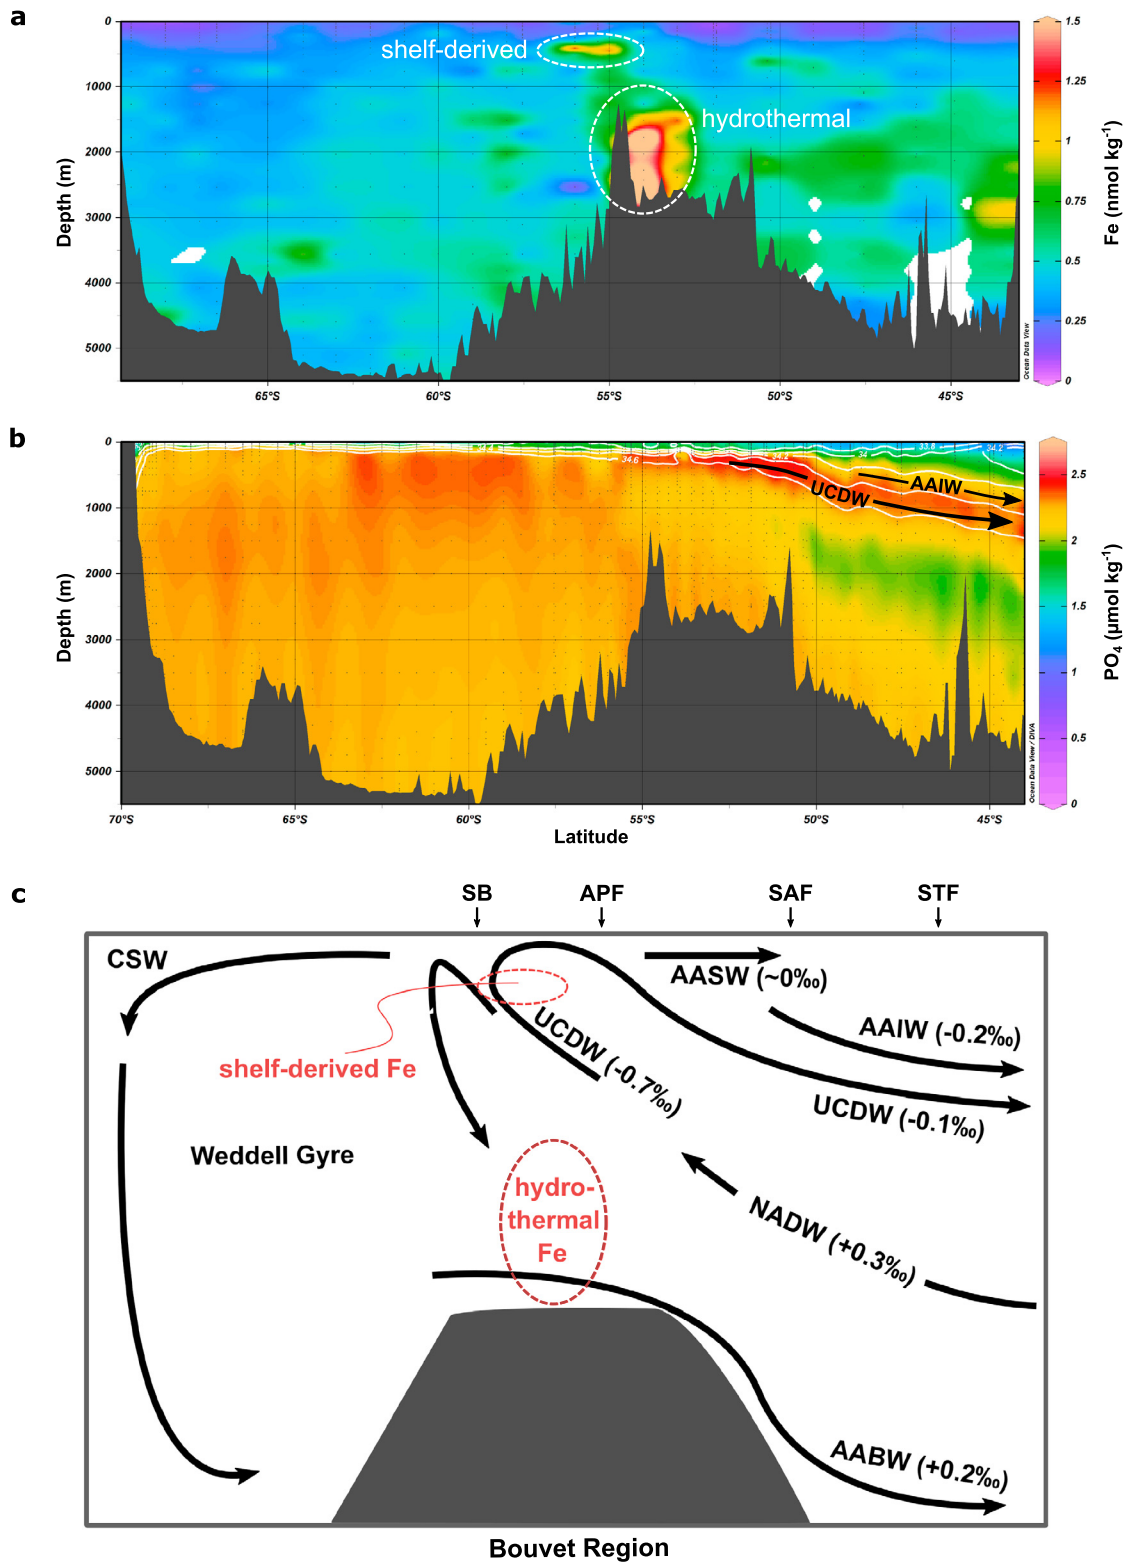 a
0
1000
2000
3000
4000
5000
Depth (m)
shelf-derived
hydrothermal
65°S
60°S
55°S
50°S
45°S
Ocean Data View
1.5
1.25
1
0.75
0.5
0.25
0
Fe (nmol kg-1)
b
0
1000
2000
3000
4000
5000
Depth (m)
34.6
34
33.8
34.2
AAIW
UCDW
70°S
65°S
60°S
55°S
50°S
45°S
Latitude
Ocean Data View / DIVA
2.5
2
1.5
1
0.5
0
PO4 (μmol kg-1)
c
SB
APF
SAF
STF
CSW
AASW (~0‰)
AAIW (-0.2‰)
UCDW (-0.7‰)
UCDW (-0.1‰)
shelf-derived Fe
Weddell Gyre
hydro-
thermal
Fe
NADW (+0.3‰)
AABW (+0.2‰)
Bouvet Region